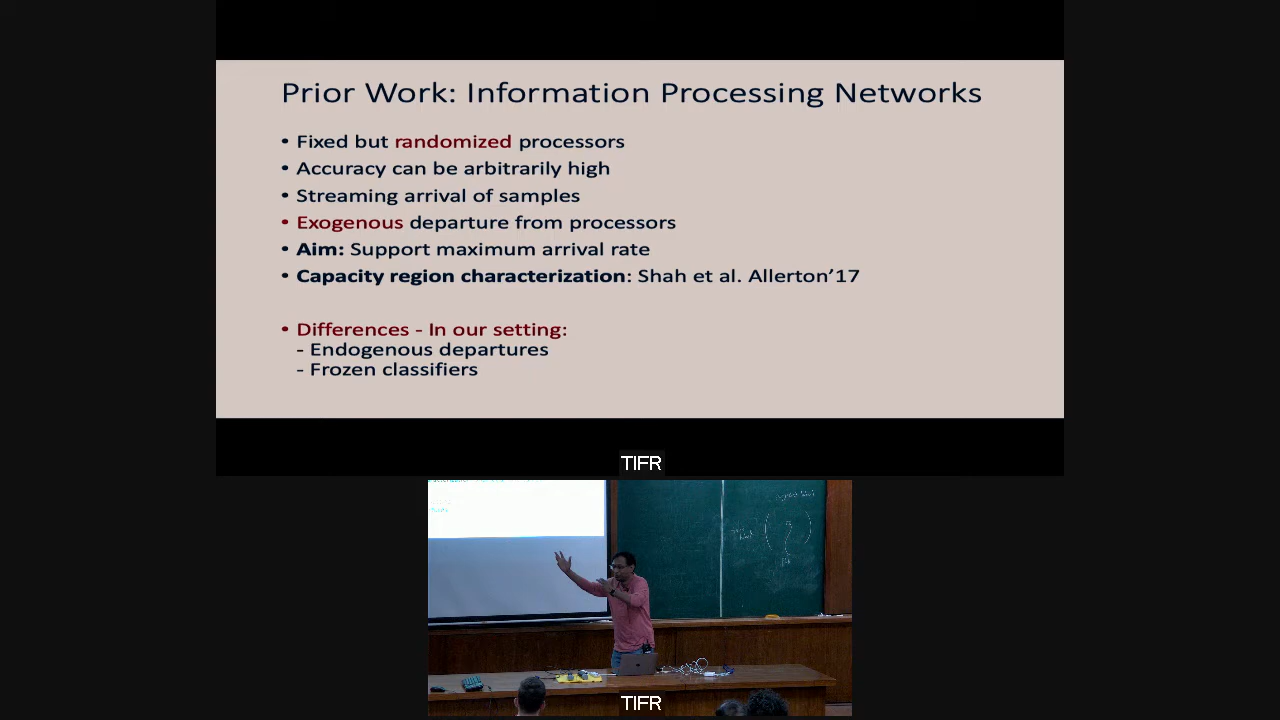 Prior Work: Information Processing Networks
• Fixed but randomized processors
• Accuracy can be arbitrarily high
• Streaming arrival of samples
• Exogenous departure from processors
• Aim: Support maximum arrival rate
• Capacity region characterization: Shah et al. Allerton’17
• Differences - In our setting:
- Endogenous departures
- Frozen classifiers
TIFR
TIFR